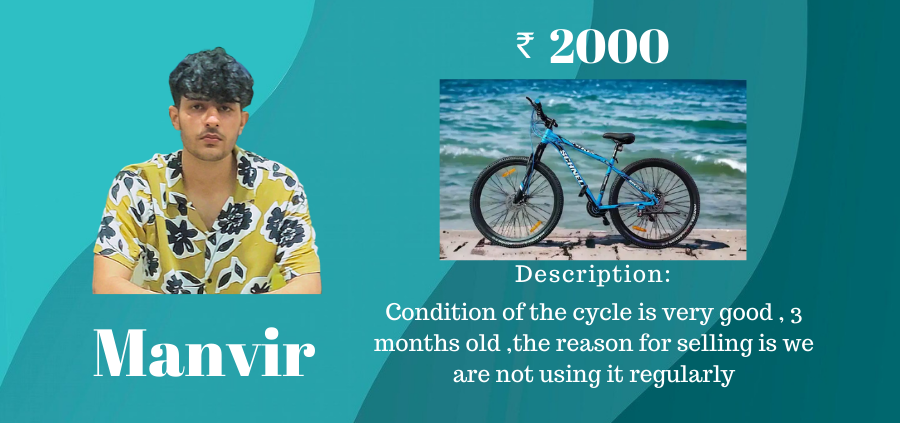 ₹ 2000
SCHNELL
Description:
Condition of the cycle is very good , 3
months old ,the reason for selling is we
are not using it regularly
Manvir